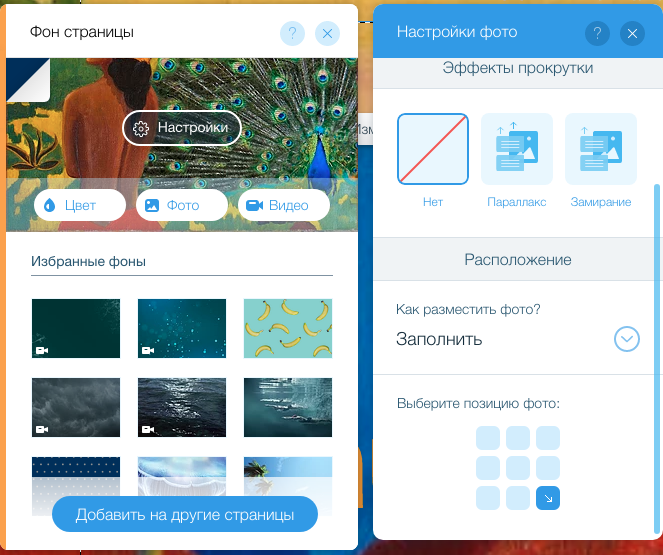 Фон страницы
?
Настройки
Цвет
Фото
Видео
Избранные фоны
Добавить на другие страницы
Изм
Настройки фото
?
Эффекты прокрутки
Нет
Параллакс
Замирание
Расположение
Как разместить фото?
Заполнить
Выберите позицию фото: